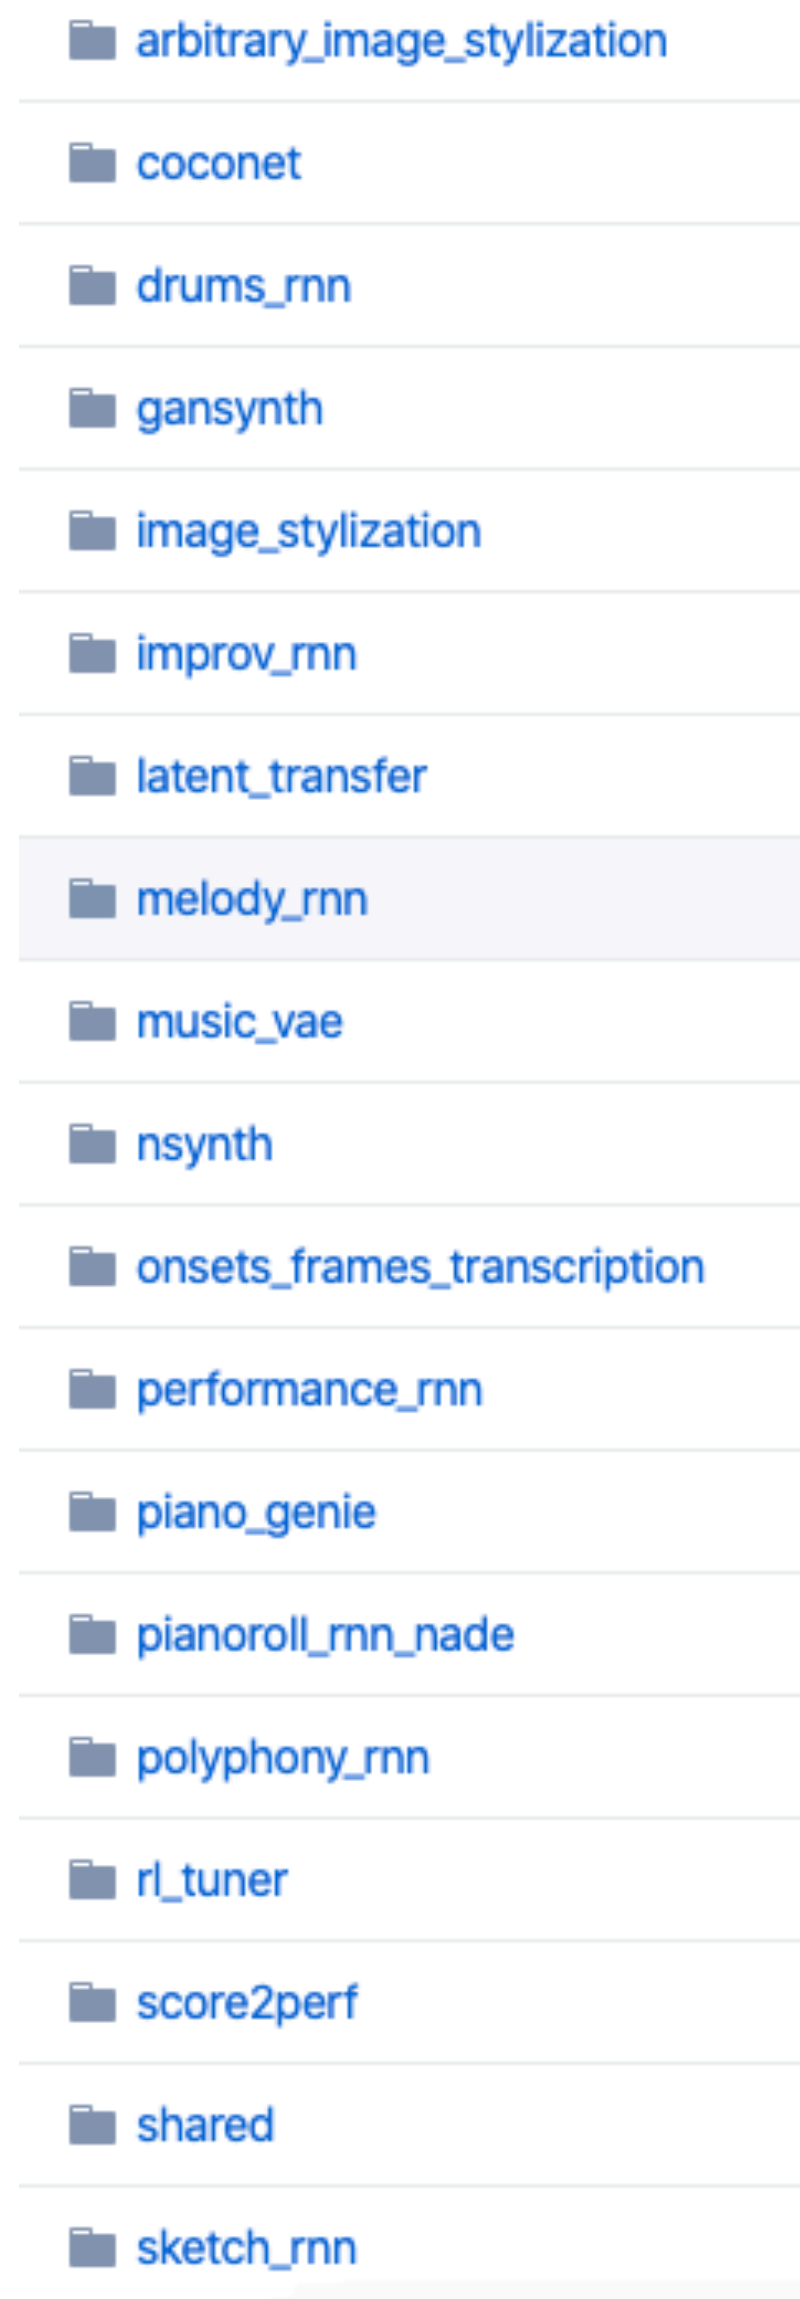 arbitrary_image_stylization
coconet
drums_rnn
gansynth
image_stylization
improv_rnn
latent_transfer
melody_rnn
music_vae
nsynth
onsets_frames_transcription
performance_rnn
piano_genie
pianoroll_rnn_nade
polyphony_rnn
rl_tuner
score2perf
shared
sketch_rnn